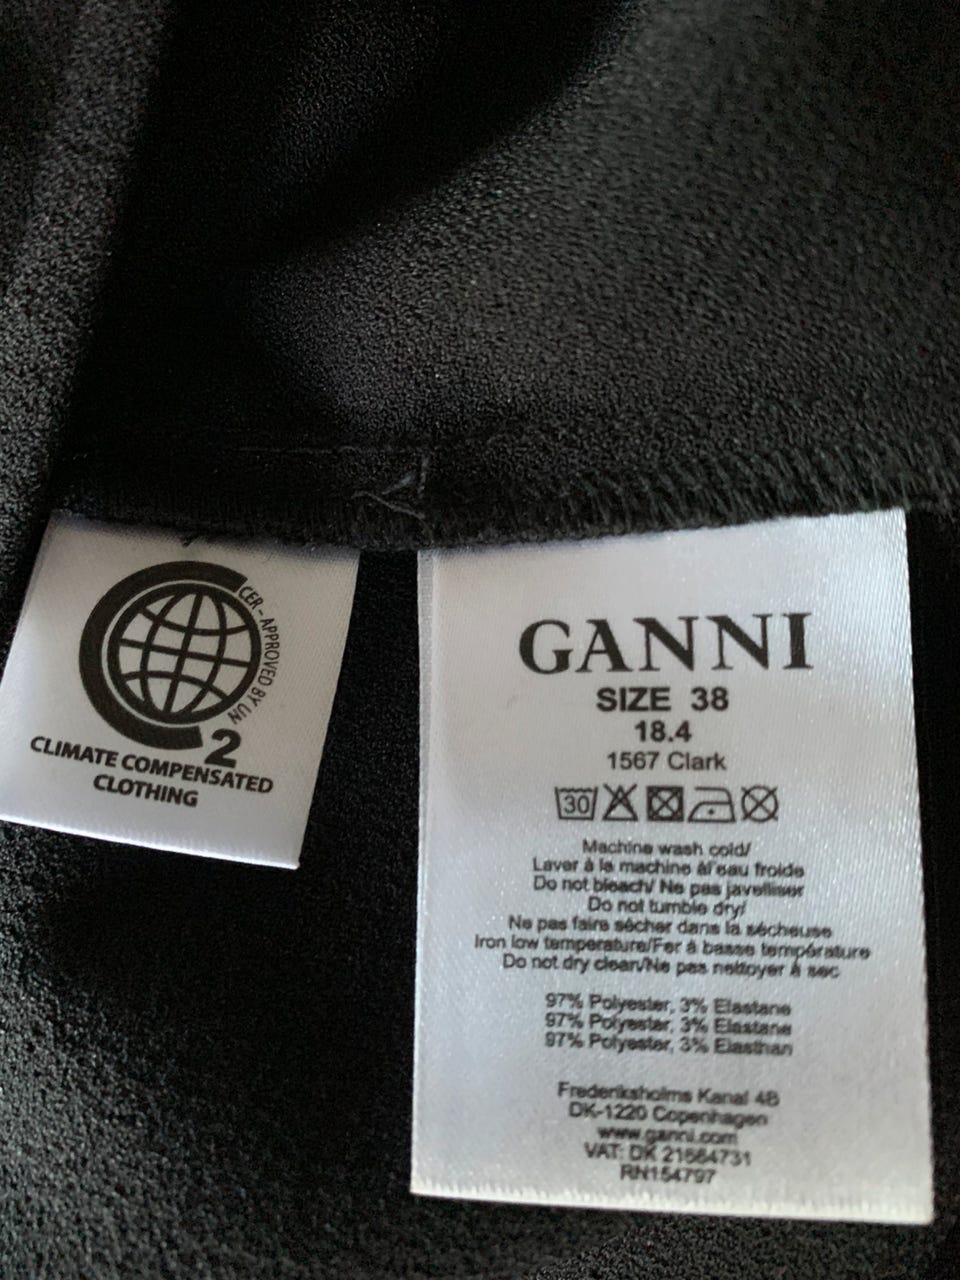 CER - APPROVED BY UN
2
CLIMATE COMPENSATED
CLOTHING
GANNI
SIZE 38
18.4
1567 Clark
30
Machine wash cold/
Laver à la machine àl'eau froide
Do not bleach/ Ne pas javelliser
Do not tumble dry/
Ne pas faire sécher dans la sécheuse
Iron low temperature/Fer à basse température
Do not dry clean/Ne pas nettoyer à sec
97% Polyester, 3% Elastane
97% Polyester, 3% Elastane
97% Polyester, 3% Elasthan
Frederiksholms Kanal 4B
DK-1220 Copenhagen
www.ganni.com
VAT: DK 21564731
RN154797